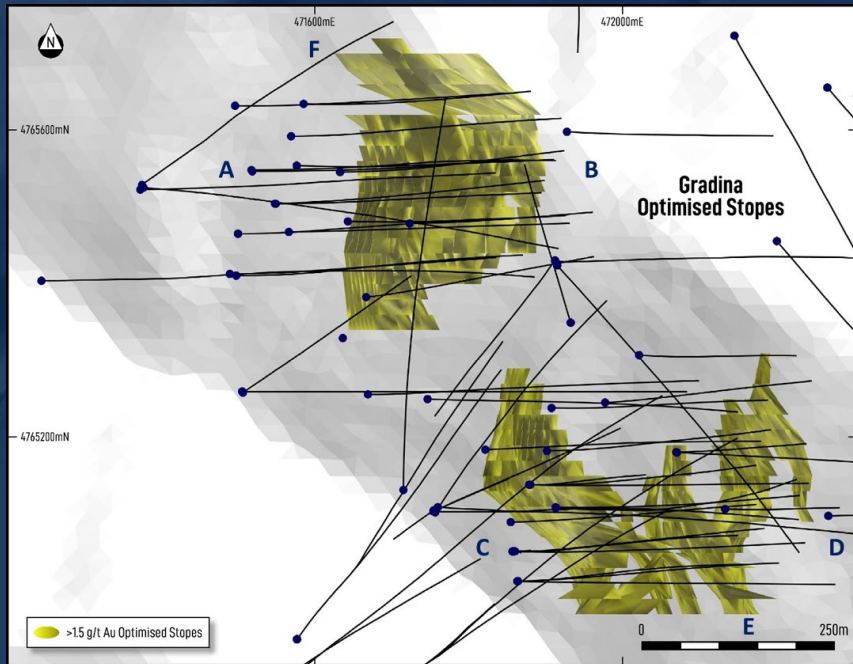 471600mE
472000mE
N
F
4765600mN
A
B
Gradina
Optimised Stopes
4765200mN
C
D
>1.5 g/t Au Optimised Stopes
E
0
250m